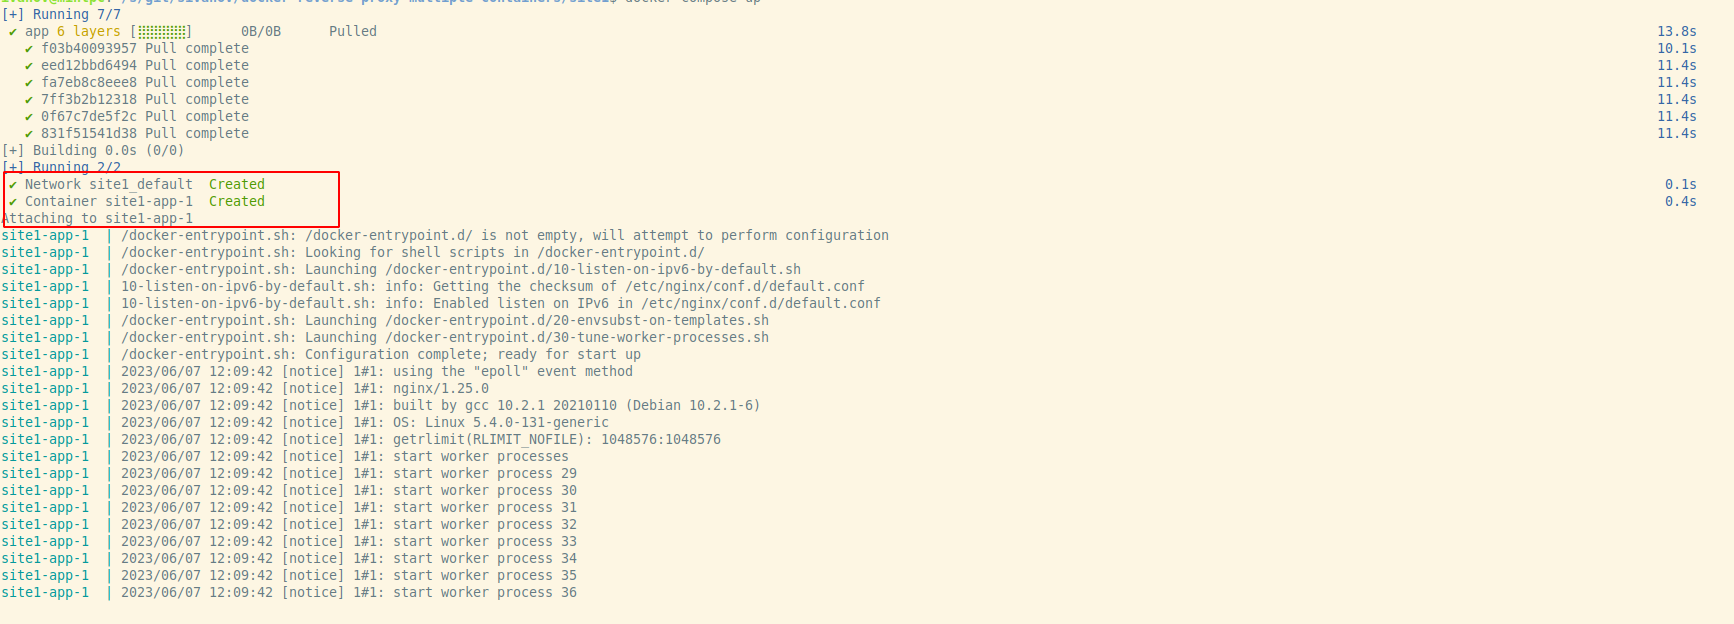 [+] Running 7/7
✔ app 6 layers [⣿⣿⣿⣿⣿⣿] 0B/0B Pulled 13.8s
✔ f03b40093957 Pull complete 10.1s
✔ eed12bbd6494 Pull complete 11.4s
✔ fa7eb8c8eee8 Pull complete 11.4s
✔ 7ff3b2b12318 Pull complete 11.4s
✔ 0f67c7de5f2c Pull complete 11.4s
✔ 831f51541d38 Pull complete 11.4s
[+] Building 0.0s (0/0)
[+] Running 2/2
✔ Network site1_default Created 0.1s
✔ Container site1-app-1 Created 0.4s
Attaching to site1-app-1
site1-app-1 | /docker-entrypoint.sh: /docker-entrypoint.d/ is not empty, will attempt to perform configuration
site1-app-1 | /docker-entrypoint.sh: Looking for shell scripts in /docker-entrypoint.d/
site1-app-1 | /docker-entrypoint.sh: Launching /docker-entrypoint.d/10-listen-on-ipv6-by-default.sh
site1-app-1 | 10-listen-on-ipv6-by-default.sh: info: Getting the checksum of /etc/nginx/conf.d/default.conf
site1-app-1 | 10-listen-on-ipv6-by-default.sh: info: Enabled listen on IPv6 in /etc/nginx/conf.d/default.conf
site1-app-1 | /docker-entrypoint.sh: Launching /docker-entrypoint.d/20-envsubst-on-templates.sh
site1-app-1 | /docker-entrypoint.sh: Launching /docker-entrypoint.d/30-tune-worker-processes.sh
site1-app-1 | /docker-entrypoint.sh: Configuration complete; ready for start up
site1-app-1 | 2023/06/07 12:09:42 [notice] 1#1: using the "epoll" event method
site1-app-1 | 2023/06/07 12:09:42 [notice] 1#1: nginx/1.25.0
site1-app-1 | 2023/06/07 12:09:42 [notice] 1#1: built by gcc 10.2.1 20210110 (Debian 10.2.1-6)
site1-app-1 | 2023/06/07 12:09:42 [notice] 1#1: OS: Linux 5.4.0-131-generic
site1-app-1 | 2023/06/07 12:09:42 [notice] 1#1: getrlimit(RLIMIT_NOFILE): 1048576:1048576
site1-app-1 | 2023/06/07 12:09:42 [notice] 1#1: start worker processes
site1-app-1 | 2023/06/07 12:09:42 [notice] 1#1: start worker process 29
site1-app-1 | 2023/06/07 12:09:42 [notice] 1#1: start worker process 30
site1-app-1 | 2023/06/07 12:09:42 [notice] 1#1: start worker process 31
site1-app-1 | 2023/06/07 12:09:42 [notice] 1#1: start worker process 32
site1-app-1 | 2023/06/07 12:09:42 [notice] 1#1: start worker process 33
site1-app-1 | 2023/06/07 12:09:42 [notice] 1#1: start worker process 34
site1-app-1 | 2023/06/07 12:09:42 [notice] 1#1: start worker process 35
site1-app-1 | 2023/06/07 12:09:42 [notice] 1#1: start worker process 36